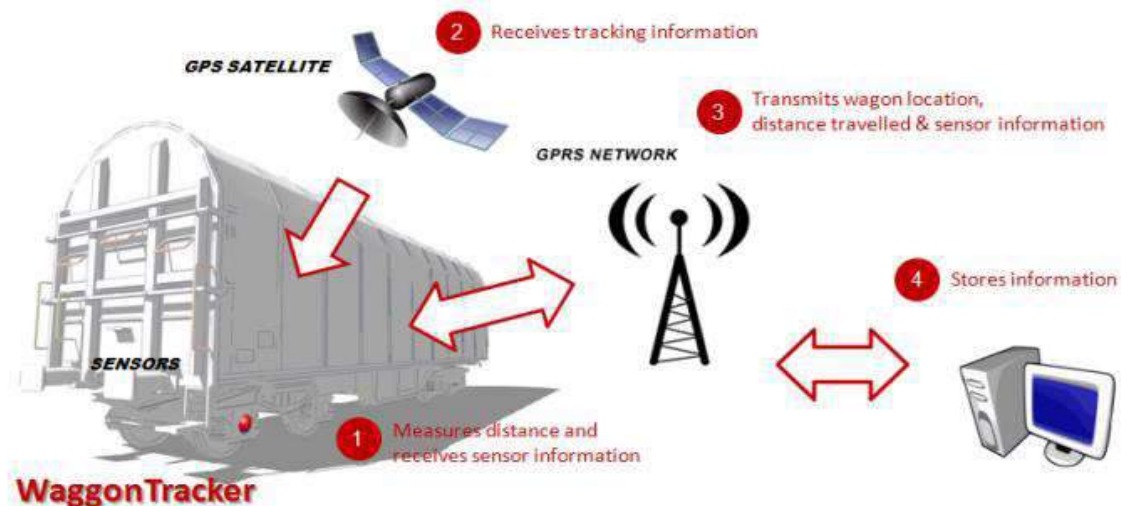 2 Receives tracking information
GPS SATELLITE
3 Transmits wagon location,
distance travelled & sensor information
GPRS NETWORK
4 Stores information
SENSORS
1 Measures distance and
receives sensor information
WaggonTracker